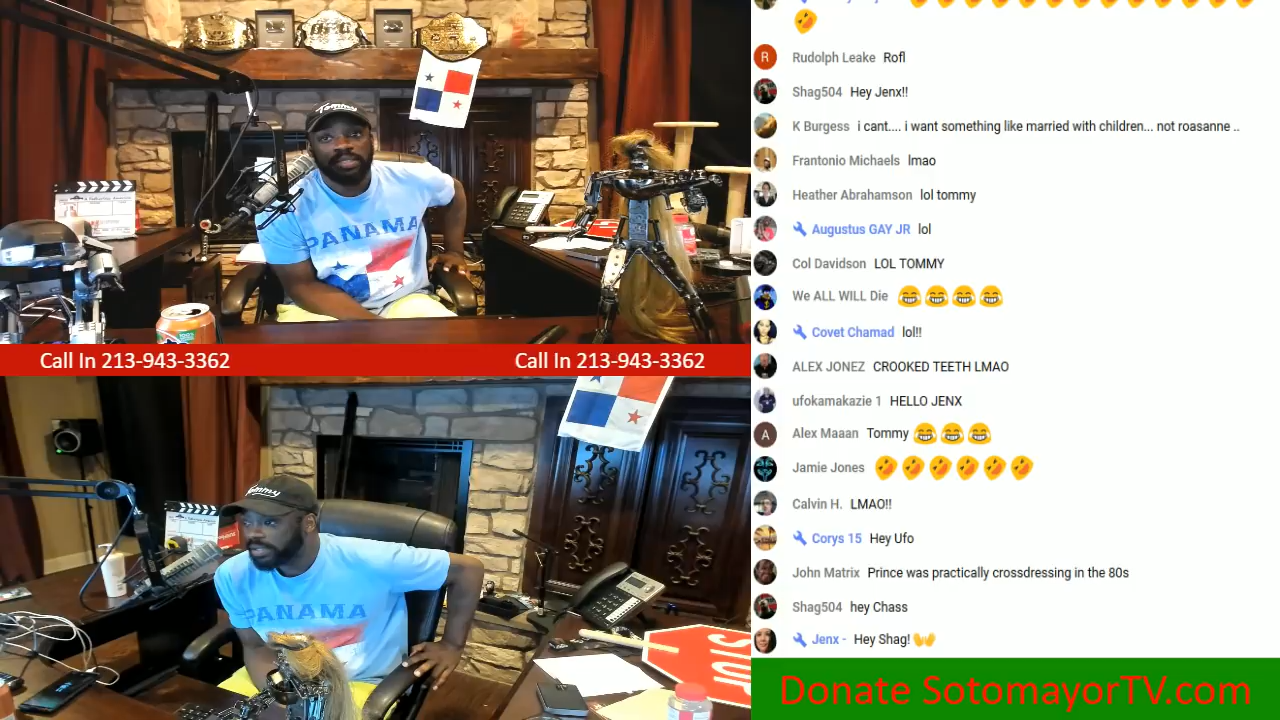 Tommy
PANAMA
Call In 213-943-3362
Call In 213-943-3362
Tommy
PANAMA
Rudolph Leake Rofl
Shag504 Hey Jenx!!
K Burgess i cant.... i want something like married with children... not roasanne ..
Frantonio Michaels lmao
Heather Abrahamson lol tommy
Augustus GAY JR lol
Col Davidson LOL TOMMY
We ALL WILL Die
Covet Chamad lol!!
ALEX JONEZ CROOKED TEETH LMAO
ufokamakazie 1 HELLO JENX
A Alex Maaan Tommy
Jamie Jones
Calvin H. LMAO!!
Corys 15 Hey Ufo
John Matrix Prince was practically crossdressing in the 80s
Shag504 hey Chass
Jenx - Hey Shag!
Donate SotomayorTV.com